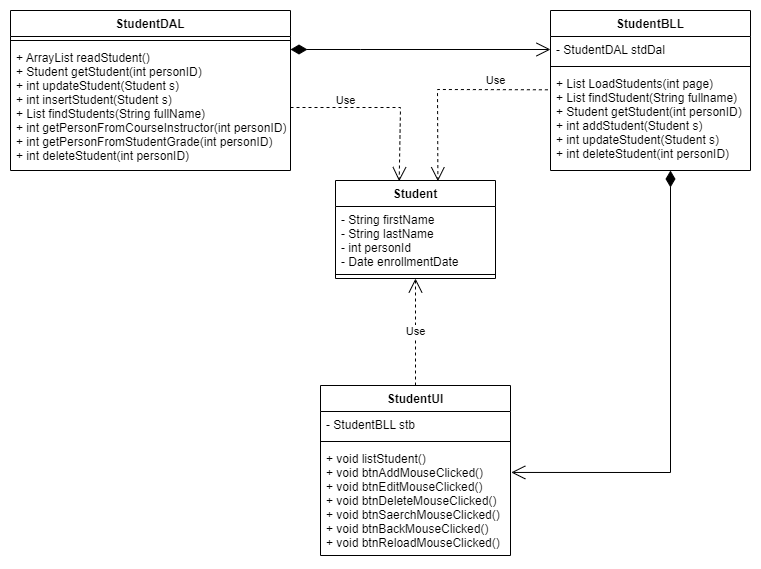 StudentDAL
+ ArrayList readStudent()
+ Student getStudent(int personID)
+ int updateStudent(Student s)
+ int insertStudent(Student s)
+ List findStudents(String fullName)
+ int getPersonFromCourseInstructor(int personID)
+ int getPersonFromStudentGrade(int personID)
+ int deleteStudent(int personID)
StudentBLL
- StudentDAL stdDal
+ List LoadStudents(int page)
+ List findStudent(String fullname)
+ Student getStudent(int personID)
+ int addStudent(Student s)
+ int updateStudent(Student s)
+ int deleteStudent(int personID)
Use
Use
Student
- String firstName
- String lastName
- int personId
- Date enrollmentDate
Use
StudentUI
- StudentBLL stb
+ void listStudent()
+ void btnAddMouseClicked()
+ void btnEditMouseClicked()
+ void btnDeleteMouseClicked()
+ void btnSaerchMouseClicked()
+ void btnBackMouseClicked()
+ void btnReloadMouseClicked()